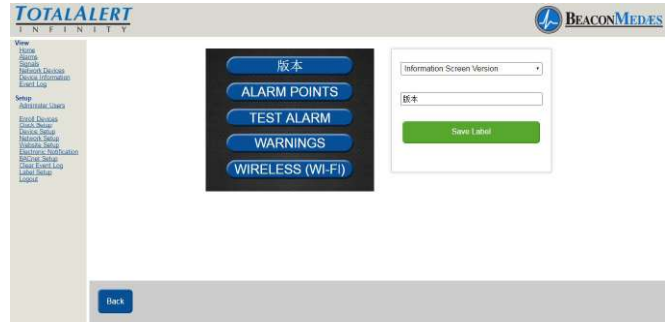 TOTALALERT
INFINITY
BEACONMEDÆS
View
Home
Alarms
Signals
Network Devices
Device Information
Event Log
Setup
Administer Users
Enroll Devices
Clock Setup
Device Setup
Network Setup
Website Setup
Electronic Notification
BACnet Setup
Clear Event Log
Label Setup
Logout
版本
ALARM POINTS
TEST ALARM
WARNINGS
WIRELESS (WI-FI)
Information Screen Version
版本
Save Label
Back